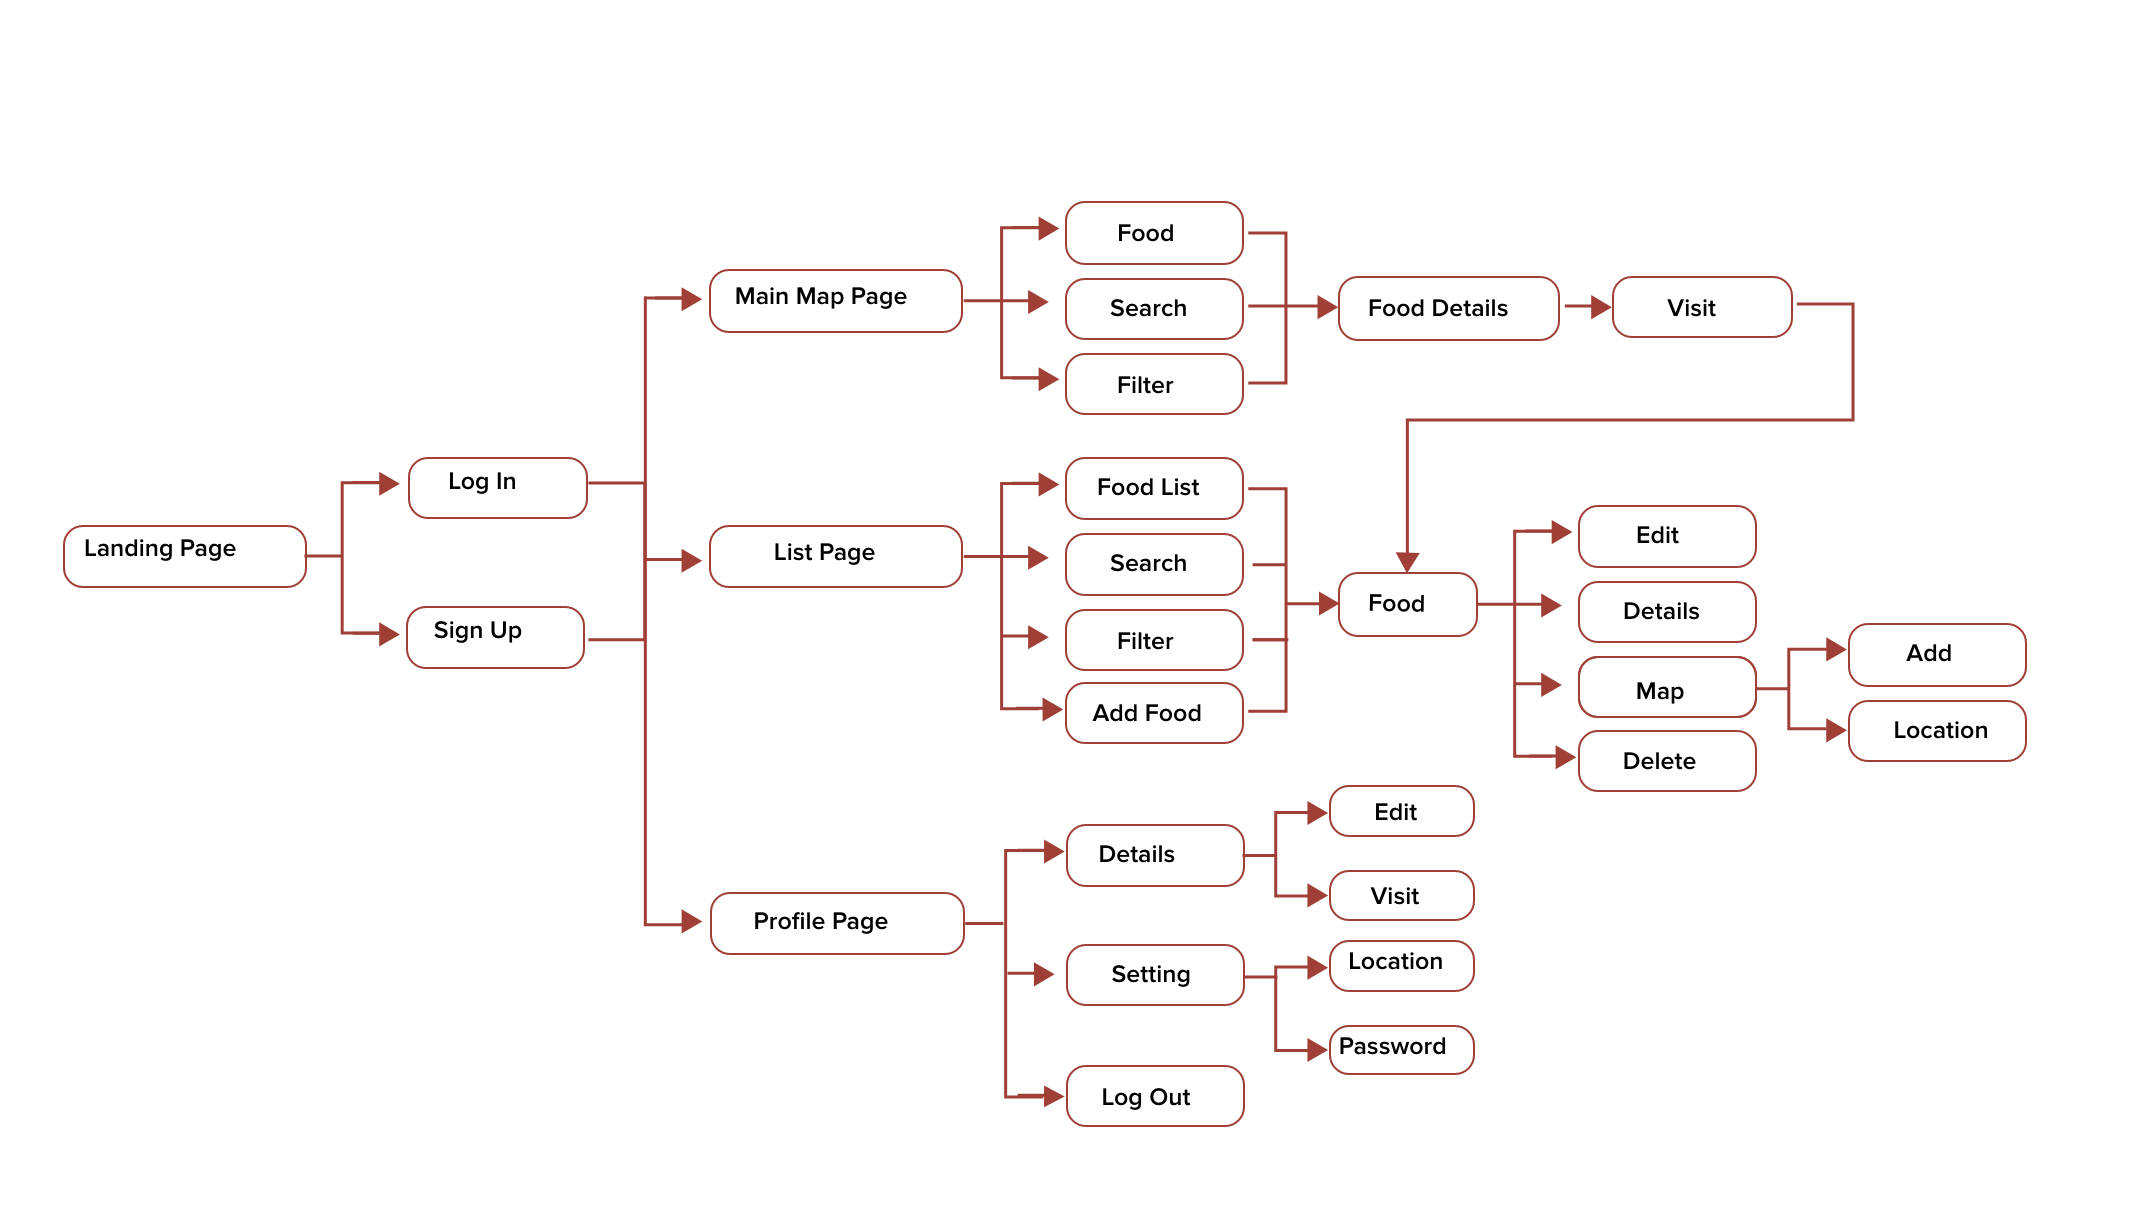 Landing Page
Log In
Sign Up
Main Map Page
Food
Search
Filter
Food Details
Visit
List Page
Food List
Search
Filter
Add Food
Food
Edit
Details
Map
Delete
Add
Location
Profile Page
Details
Edit
Visit
Setting
Location
Password
Log Out